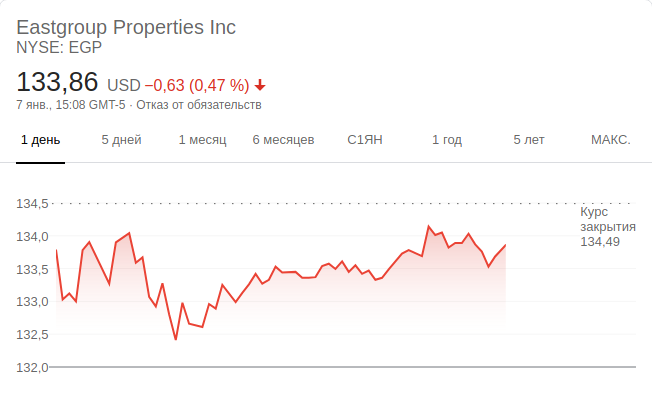 Eastgroup Properties Inc
NYSE: EGP
133,86 USD −0,63 (0,47 %)
7 янв., 15:08 GMT-5 · Отказ от обязательств
1 день 5 дней 1 месяц 6 месяцев С1ЯН 1 год 5 лет МАКС.
134,5
134,0
133,5
133,0
132,5
132,0
Курс
закрытия
134,49